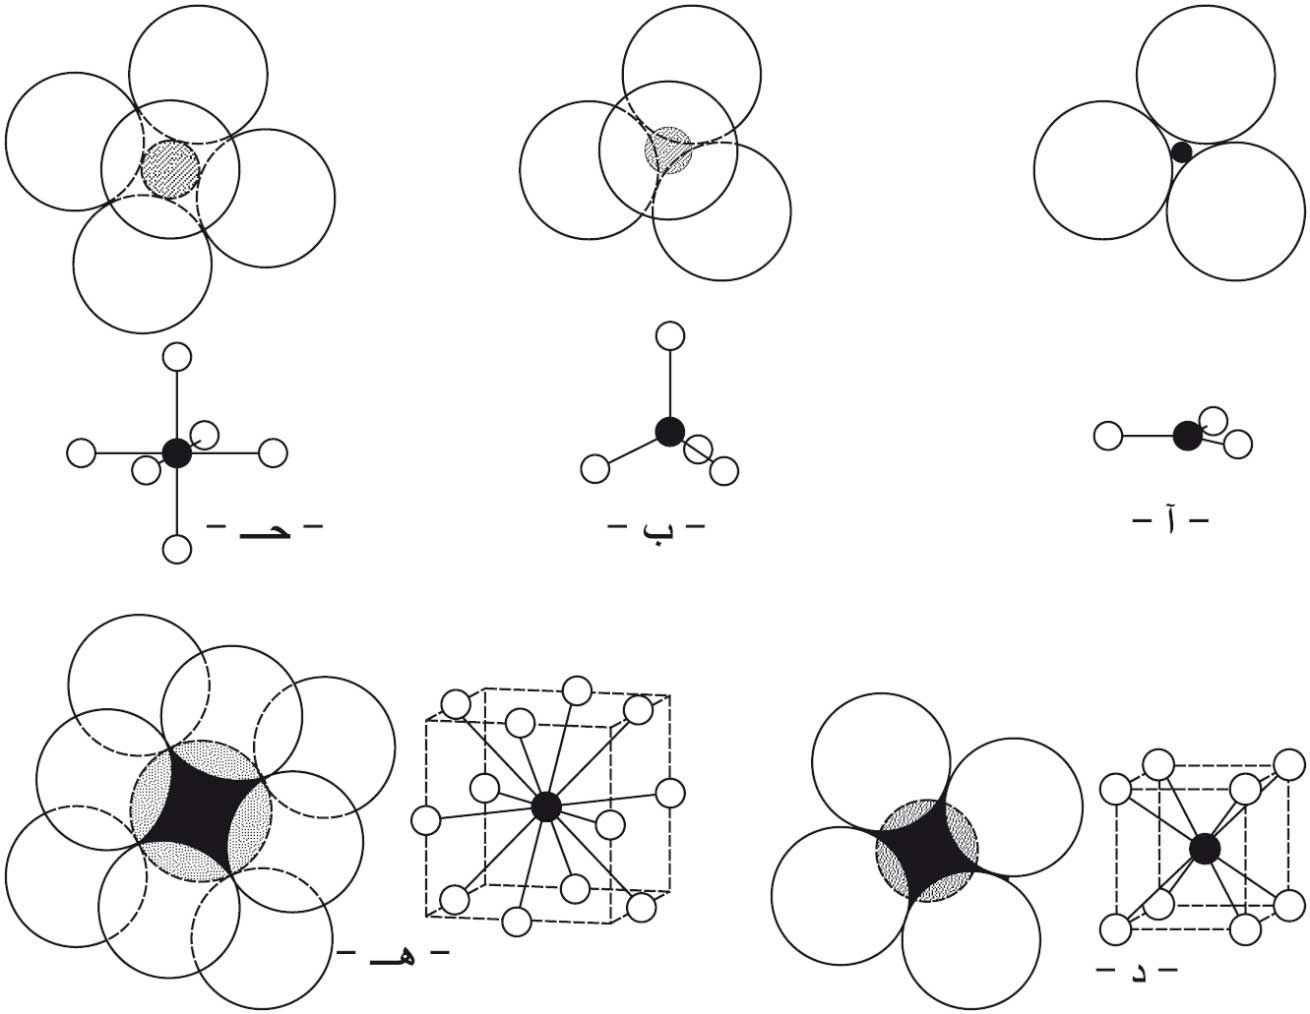 - آ -
- ب -
- حـ -
- د -
- هـ -